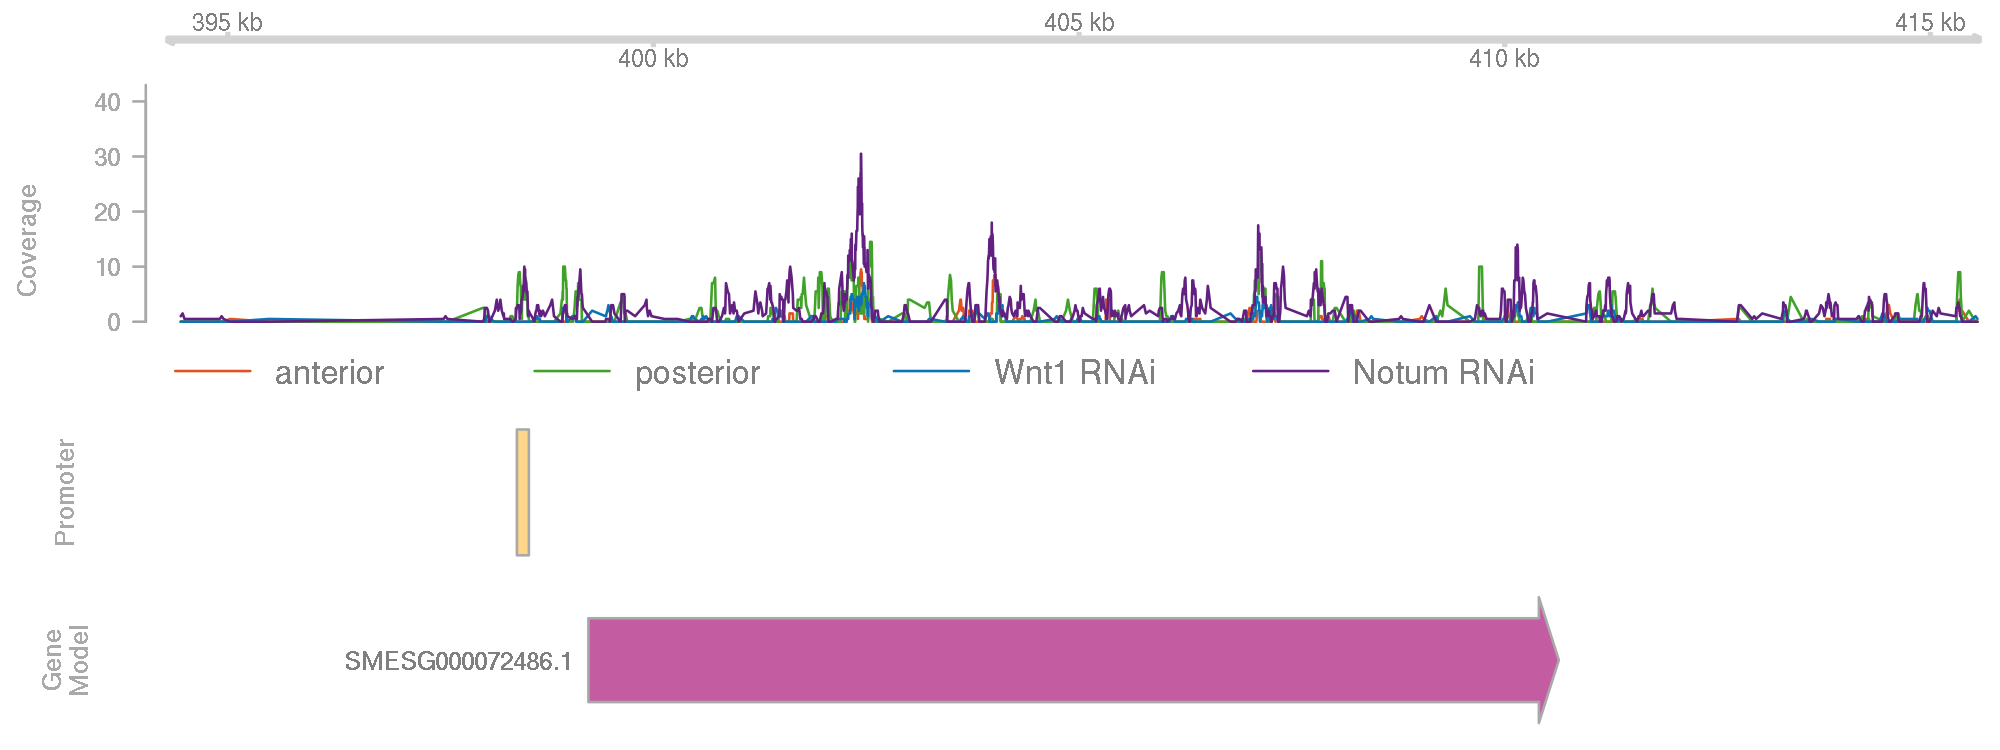 395 kb 405 kb 415 kb
400 kb 410 kb
40
30
20
10
0
Coverage
anterior posterior Wnt1 RNAi Notum RNAi
Promoter
Gene
Model
SMESG000072486.1